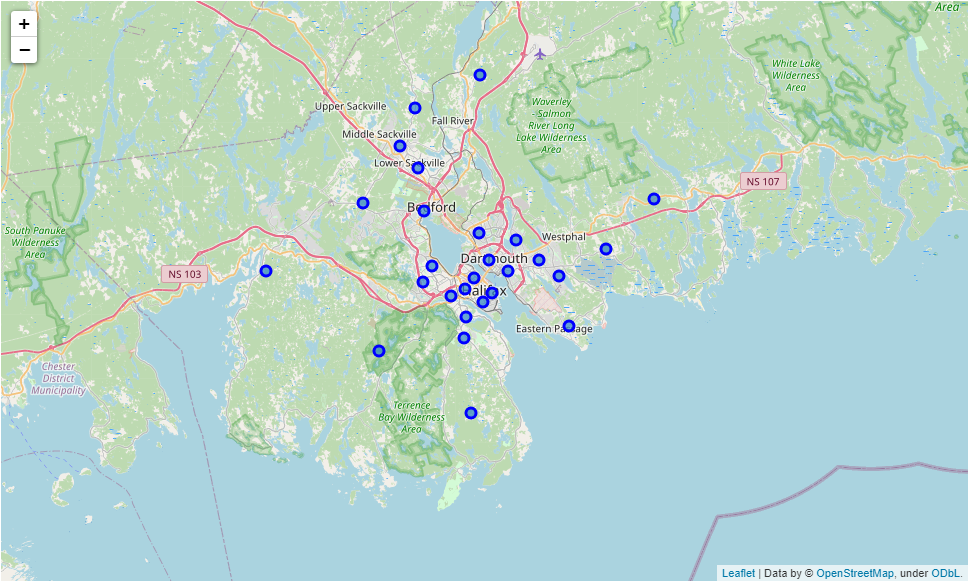 +
−
Area
White Lake
Wilderness
Area
Upper Sackville
Waverley
- Salmon
River Long
Lake Wilderness
Area
Fall River
Middle Sackville
Lower Sackville
NS 107
Bedford
South Panuke
Wilderness
Area
Westphal
Dartmouth
NS 103
Halifax
Eastern Passage
Chester
District
Municipality
Terrence
Bay Wilderness
Area
Leaflet | Data by © OpenStreetMap, under ODbL.